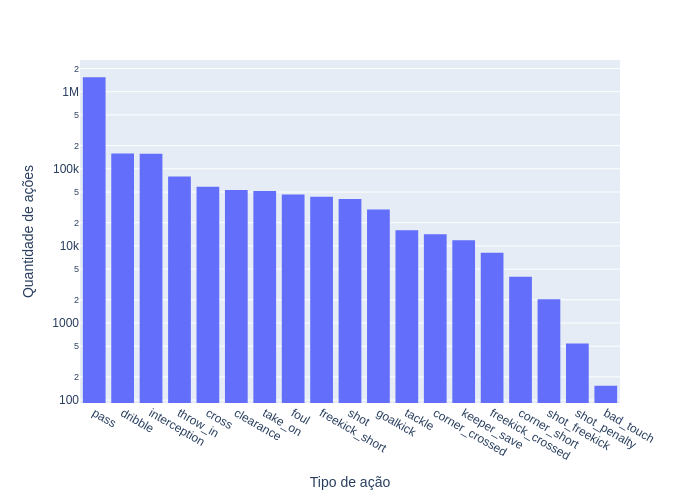 Quantidade de ações
2
1M
5
2
100k
5
2
10k
5
2
1000
5
2
100
pass
dribble
interception
throw_in
cross
clearance
take_on
foul
freekick_short
shot
goalkick
tackle
corner_crossed
keeper_save
freekick_crossed
corner_short
shot_freekick
shot_penalty
bad_touch
Tipo de ação